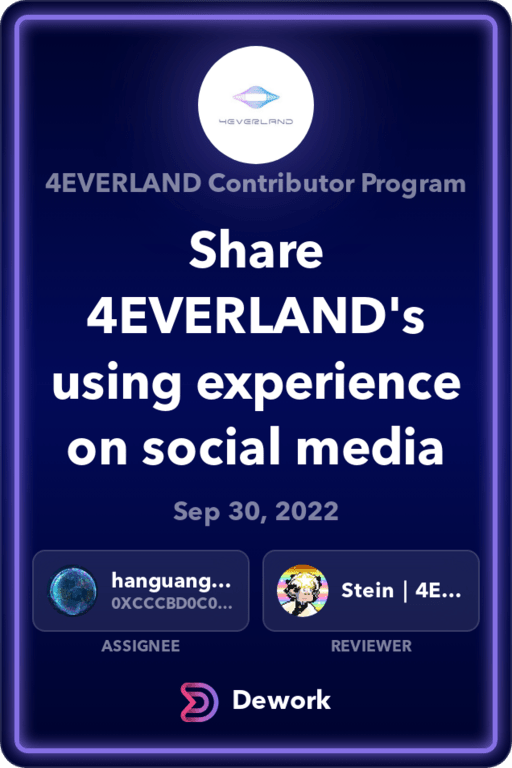 4EVERLAND
4EVERLAND Contributor Program
Share
4EVERLAND's
using experience
on social media
Sep 30, 2022
hanguang...
0XCCCBD0C0...
Stein | 4E...
ASSIGNEE
REVIEWER
Dework